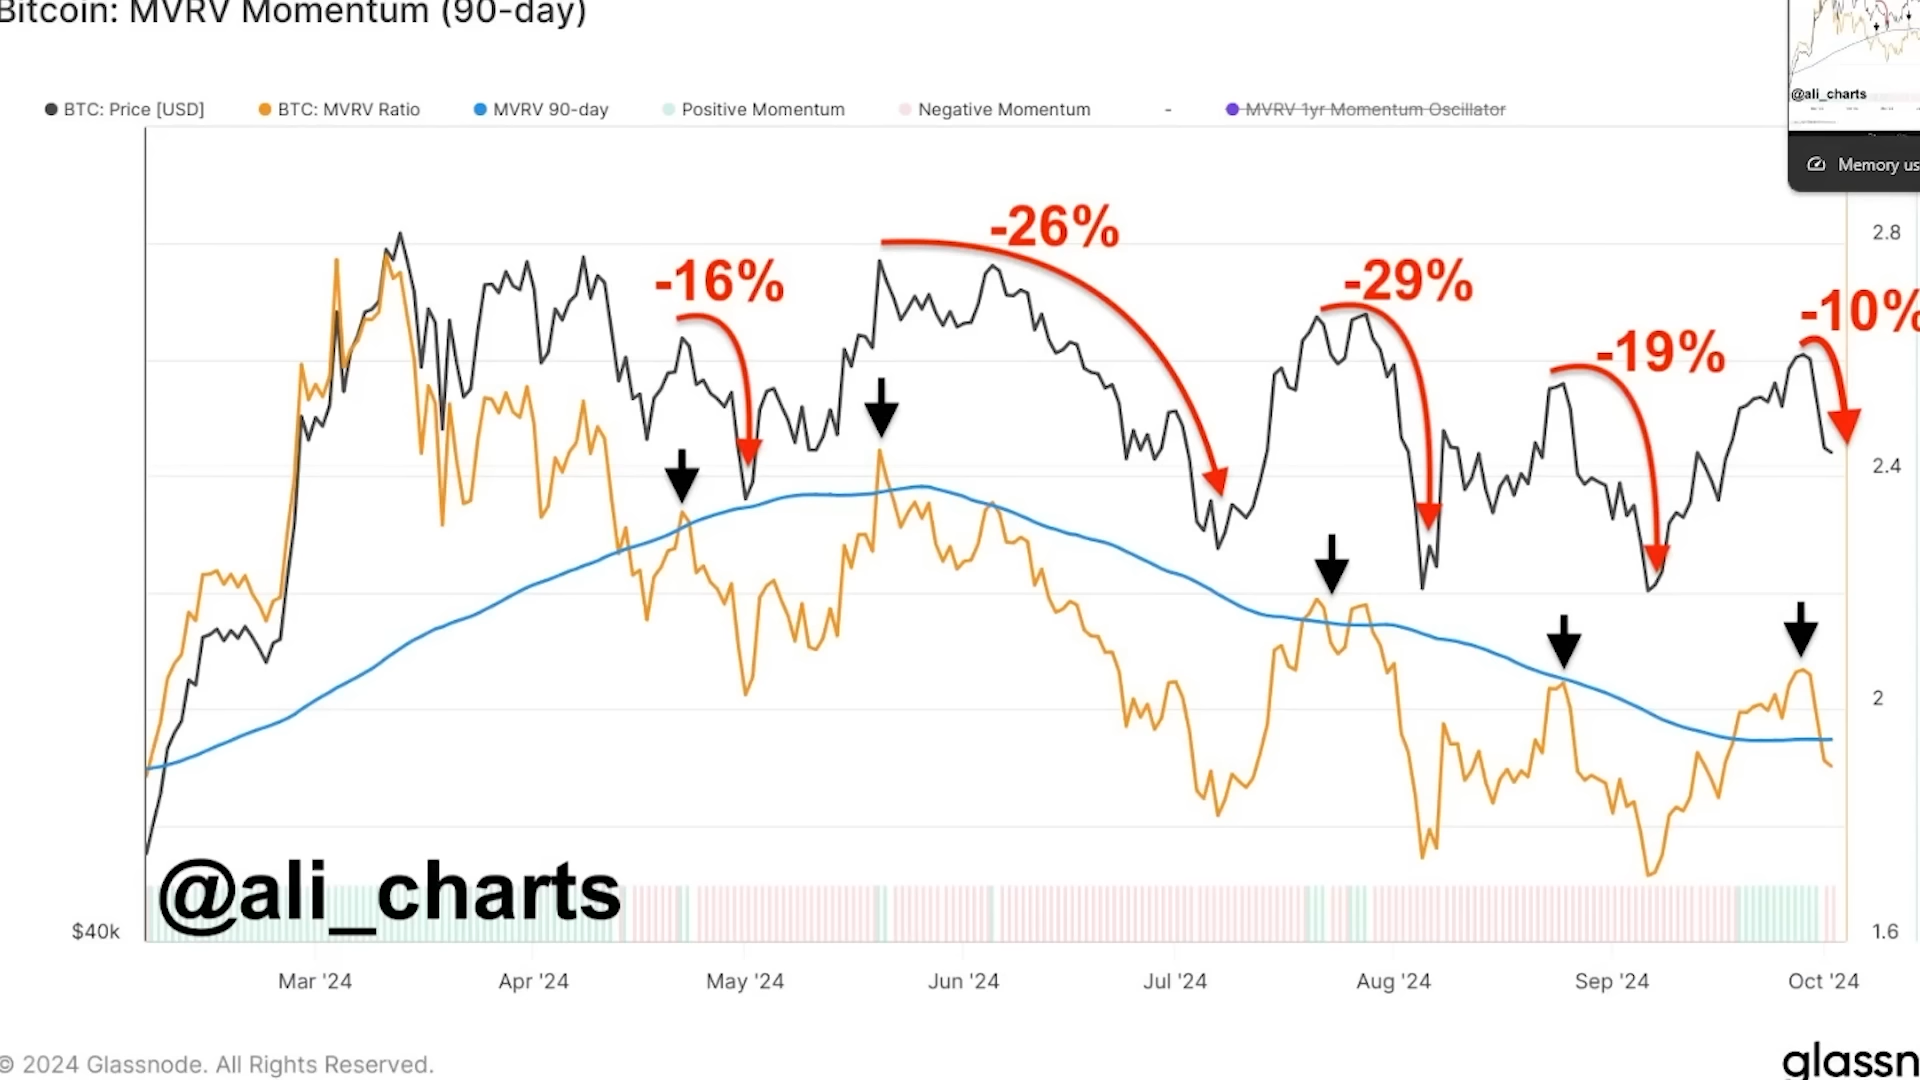 Bitcoin: MVRV Momentum (90-day)
BTC: Price [USD] BTC: MVRV Ratio MVRV 90-day Positive Momentum Negative Momentum - MVRV 1yr Momentum Oscillator
@ali_charts
Memory us
2.8
-26%
-16%
-29%
-10%
-19%
2.4
2
@ali_charts
$40k
1.6
Mar '24 Apr '24 May '24 Jun '24 Jul '24 Aug '24 Sep '24 Oct '24
© 2024 Glassnode. All Rights Reserved.
glassn